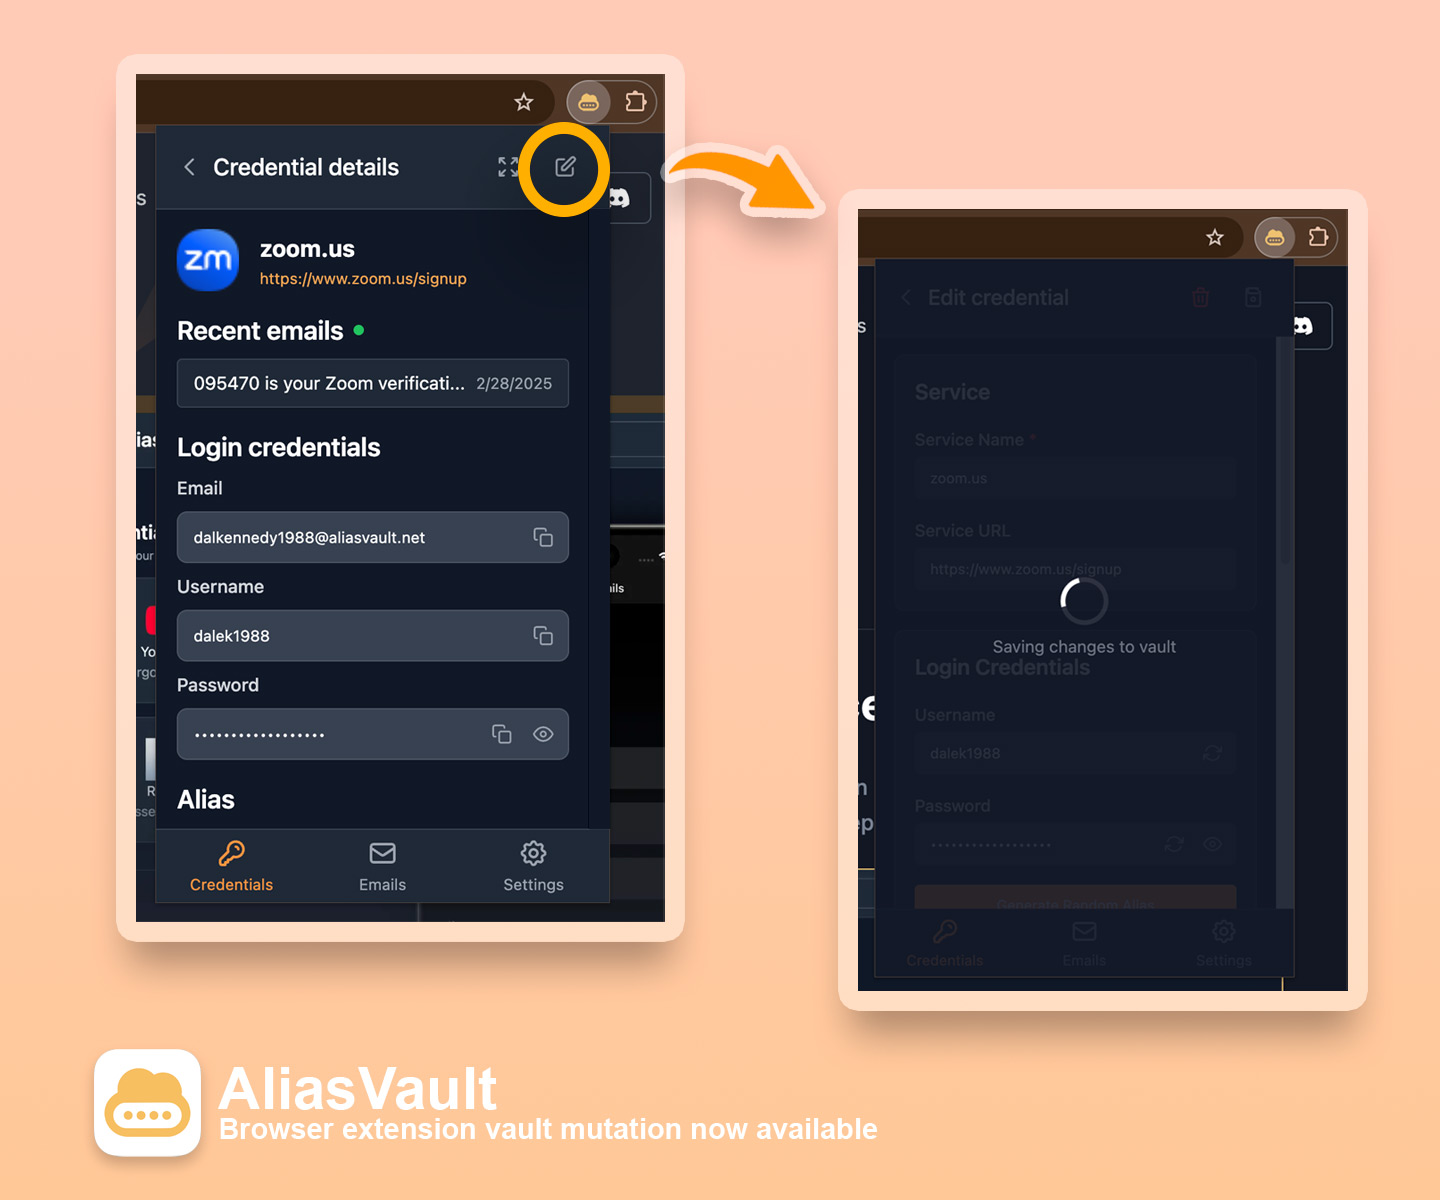 Credential details
zm
zoom.us
https://www.zoom.us/signup
Recent emails
095470 is your Zoom verificati... 2/28/2025
Login credentials
Email
dalkennedy1988@aliasvault.net
Username
dalek1988
Password
••••••••••••••••••
Alias
Credentials Emails Settings
Edit credential
Service
Service Name *
zoom.us
Service URL
https://www.zoom.us/signup
Saving changes to vault
Login Credentials
Username
dalek1988
Password
••••••••••••••••••
Generate Random Alias
Credentials Emails Settings
AliasVault
Browser extension vault mutation now available